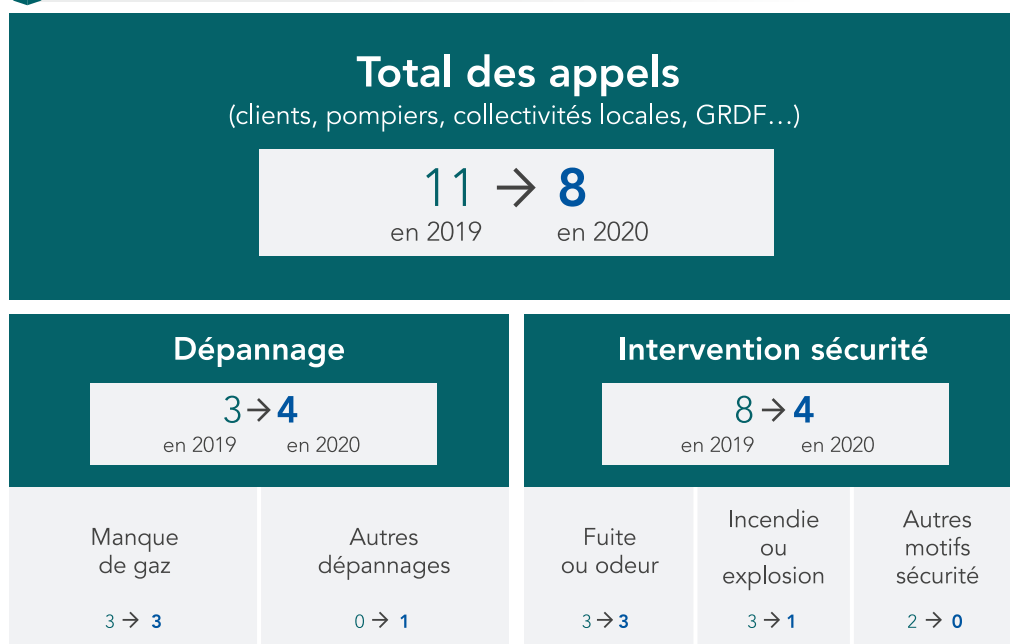 Total des appels
(clients, pompiers, collectivités locales, GRDF...)
11 → 8
en 2019 en 2020
Dépannage
3 → 4
en 2019 en 2020
Manque
de gaz
3 → 3
Autres
dépannages
0 → 1
Intervention sécurité
8 → 4
en 2019 en 2020
Fuite
ou odeur
3 → 3
Incendie
ou
explosion
3 → 1
Autres
motifs
sécurité
2 → 0